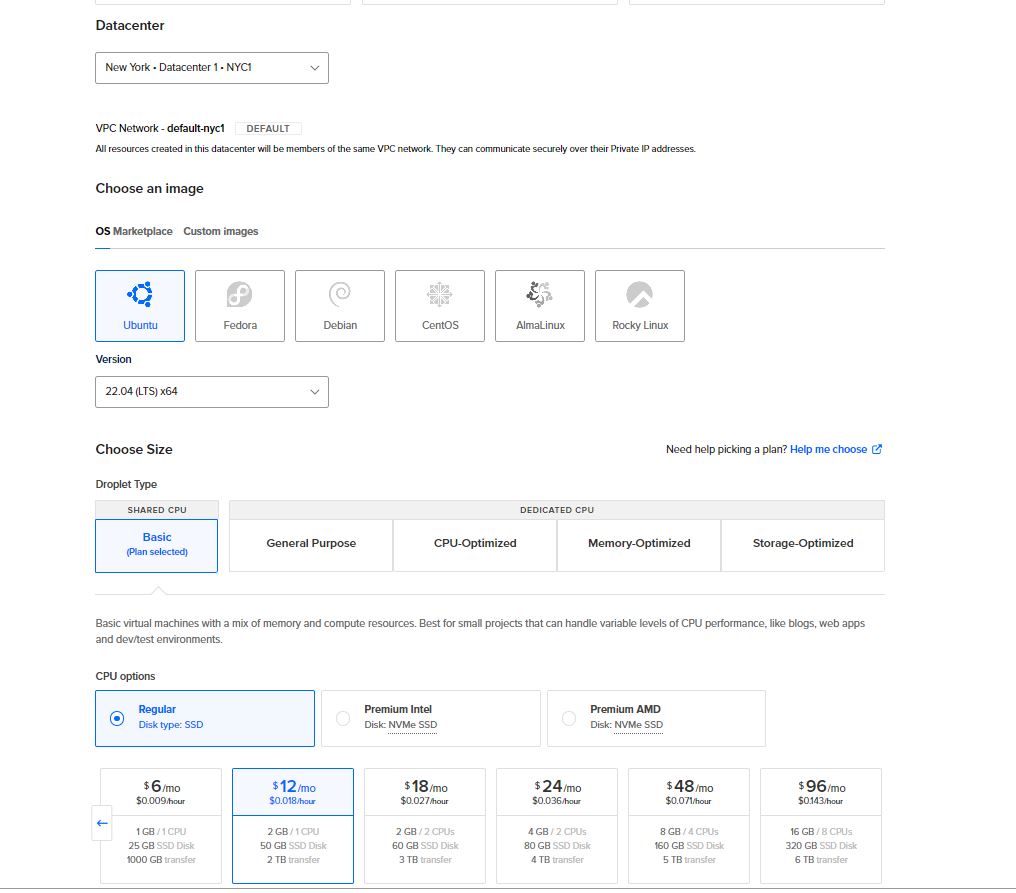 Datacenter
New York • Datacenter 1 • NYC1
VPC Network - default-nyc1 DEFAULT
All resources created in this datacenter will be members of the same VPC network. They can communicate securely over their Private IP addresses.
Choose an image
OS Marketplace Custom images
Ubuntu Fedora Debian CentOS AlmaLinux Rocky Linux
Version
22.04 (LTS) x64
Choose Size Need help picking a plan? Help me choose
Droplet Type
SHARED CPU DEDICATED CPU
Basic
(Plan selected)
General Purpose CPU-Optimized Memory-Optimized Storage-Optimized
Basic virtual machines with a mix of memory and compute resources. Best for small projects that can handle variable levels of CPU performance, like blogs, web apps
and dev/test environments.
CPU options
Regular Premium Intel Premium AMD
Disk type: SSD Disk: NVMe SSD Disk: NVMe SSD
$6/mo $12/mo $18/mo $24/mo $48/mo $96/mo
$0.009/hour $0.018/hour $0.027/hour $0.036/hour $0.071/hour $0.143/hour
1 GB / 1 CPU 2 GB / 1 CPU 2 GB / 2 CPUs 4 GB / 2 CPUs 8 GB / 4 CPUs 16 GB / 8 CPUs
25 GB SSD Disk 50 GB SSD Disk 60 GB SSD Disk 80 GB SSD Disk 160 GB SSD Disk 320 GB SSD Disk
1000 GB transfer 2 TB transfer 3 TB transfer 4 TB transfer 5 TB transfer 6 TB transfer